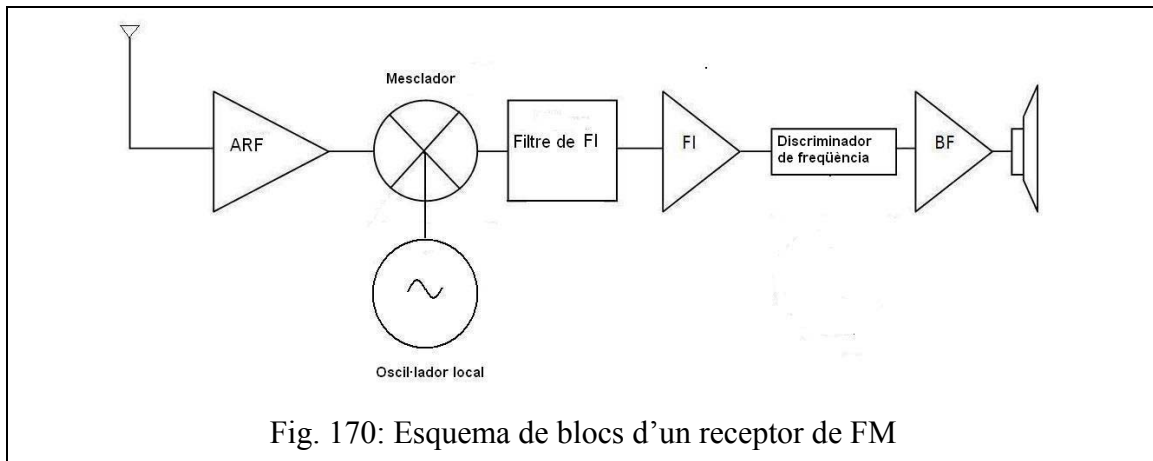 Mesclador
ARF
Filtre de FI
FI
Discriminador
de freqüència
BF
Oscil·lador local
Fig. 170: Esquema de blocs d’un receptor de FM